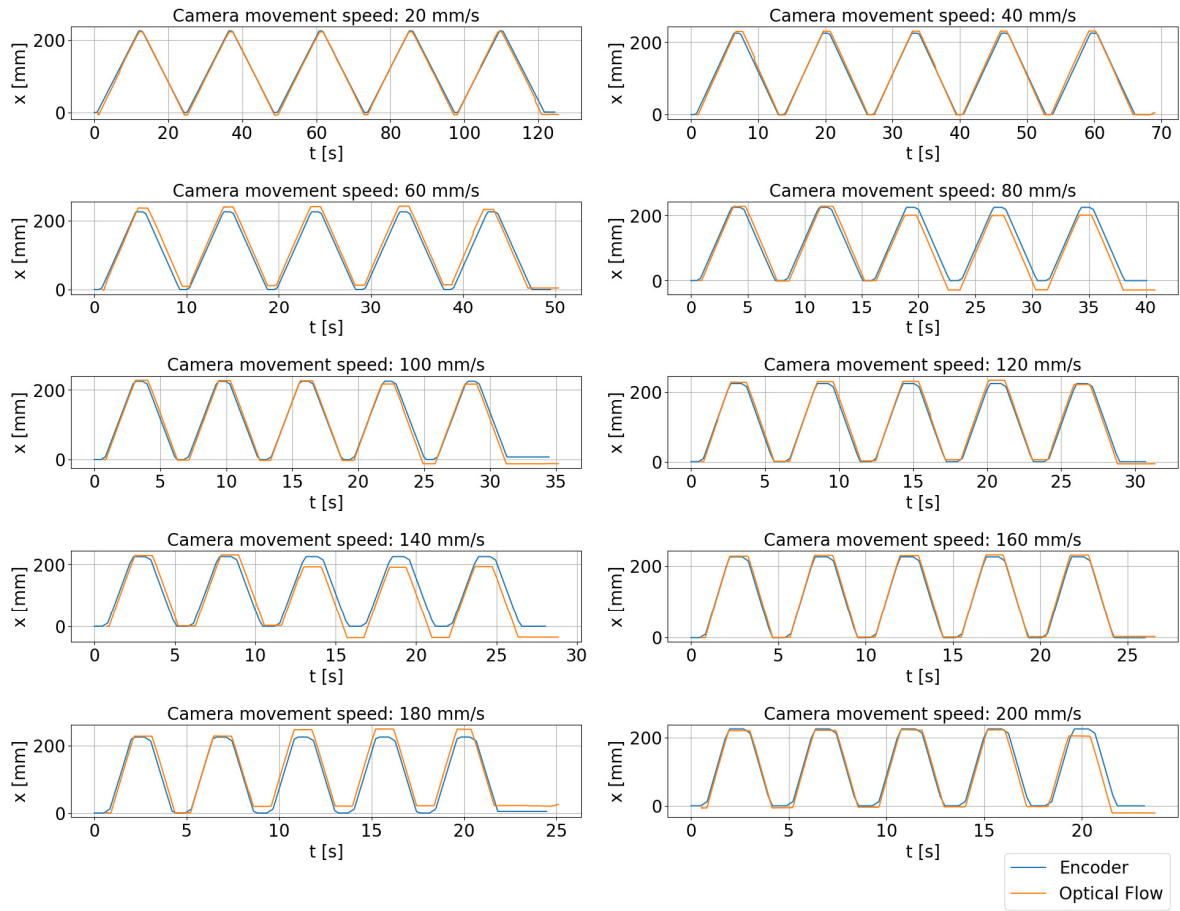 Camera movement speed: 20 mm/s
x [mm]
200
0
0 20 40 60 80 100 120
t [s]
Camera movement speed: 40 mm/s
x [mm]
200
0
0 10 20 30 40 50 60 70
t [s]
Camera movement speed: 60 mm/s
x [mm]
200
0
0 10 20 30 40 50
t [s]
Camera movement speed: 80 mm/s
x [mm]
200
0
0 5 10 15 20 25 30 35 40
t [s]
Camera movement speed: 100 mm/s
x [mm]
200
0
0 5 10 15 20 25 30 35
t [s]
Camera movement speed: 120 mm/s
x [mm]
200
0
0 5 10 15 20 25 30
t [s]
Camera movement speed: 140 mm/s
x [mm]
200
0
0 5 10 15 20 25 30
t [s]
Camera movement speed: 160 mm/s
x [mm]
200
0
0 5 10 15 20 25
t [s]
Camera movement speed: 180 mm/s
x [mm]
200
0
0 5 10 15 20 25
t [s]
Camera movement speed: 200 mm/s
x [mm]
200
0
0 5 10 15 20
t [s]
Encoder
Optical Flow